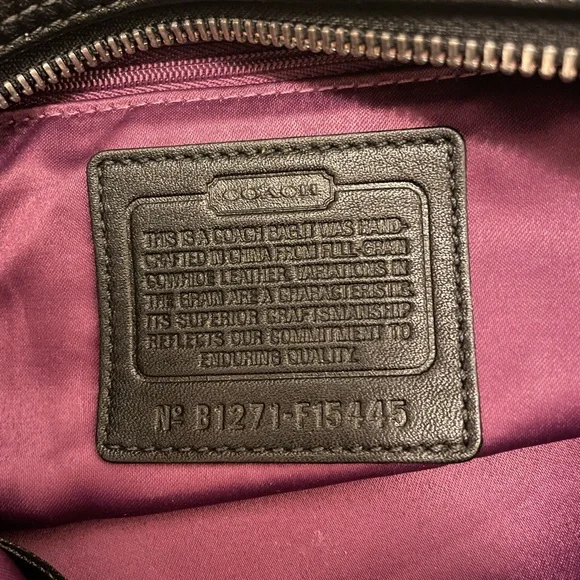 COACH
THIS IS A COACH BAG. IT WAS HAND-
CRAFTED IN CHINA FROM FULL-GRAIN
COWHIDE LEATHER. VARIATIONS IN
THE GRAIN ARE A CHARACTERISTIC.
ITS SUPERIOR CRAFTSMANSHIP
REFLECTS OUR COMMITMENT TO
ENDURING QUALITY.
Nº B1271-F15445